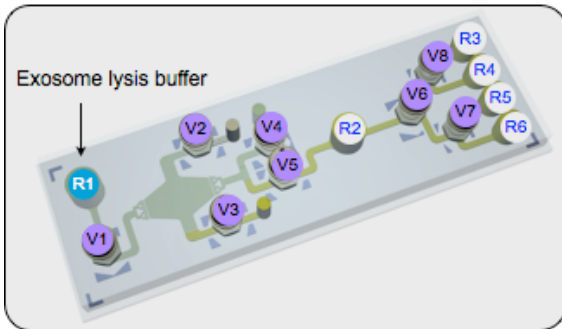 Exosome lysis buffer
R1
V1
V2
V3
V4
V5
R2
V6
V7
V8
R3
R4
R5
R6